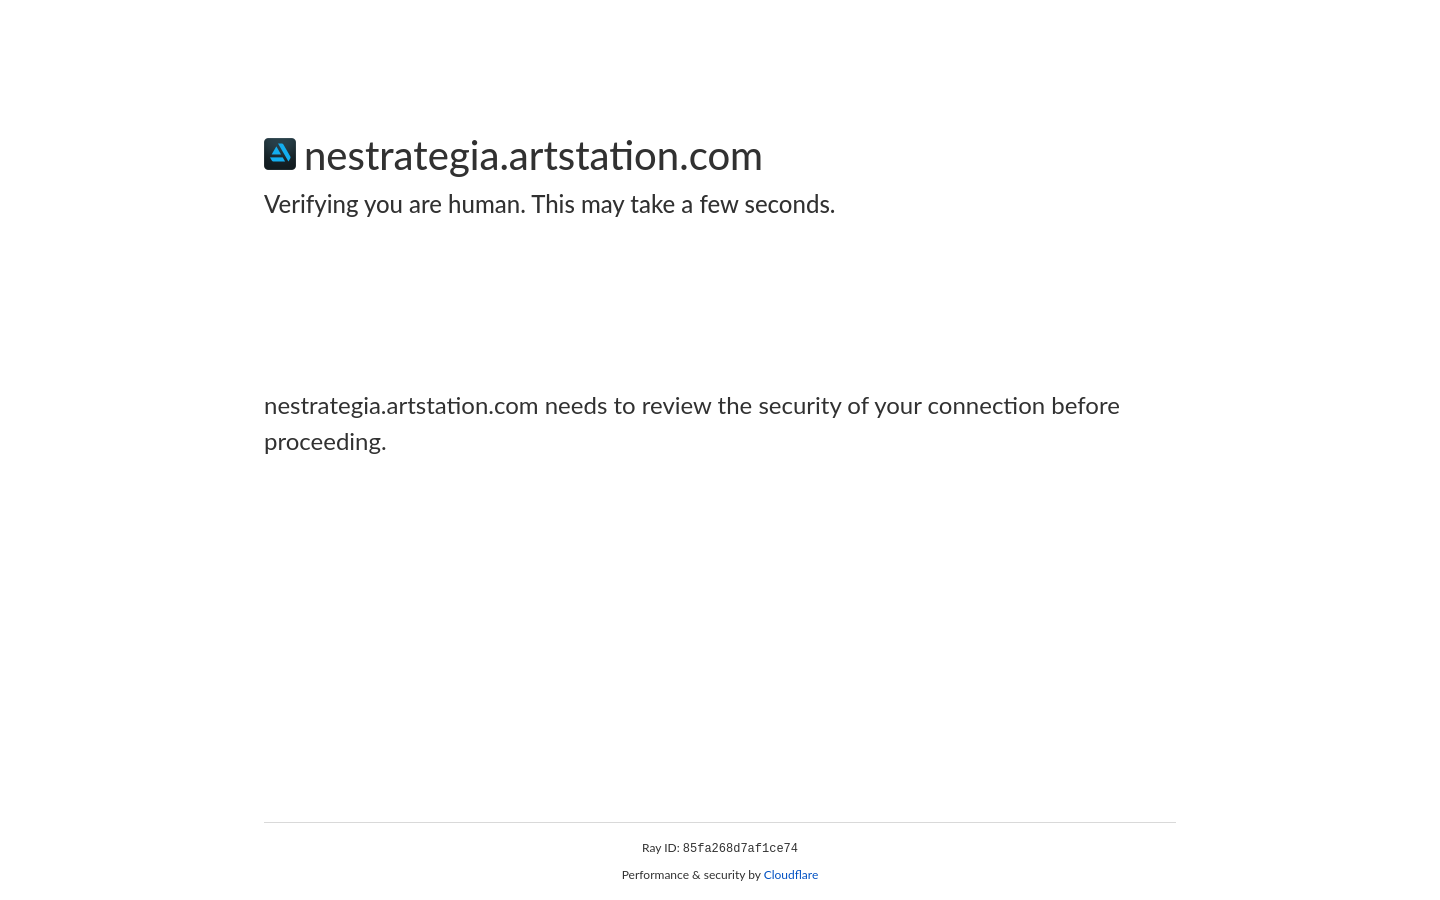 nestrategia.artstation.com
Verifying you are human. This may take a few seconds.
nestrategia.artstation.com needs to review the security of your connection before
proceeding.
Ray ID: 85fa268d7af1ce74
Performance & security by Cloudflare